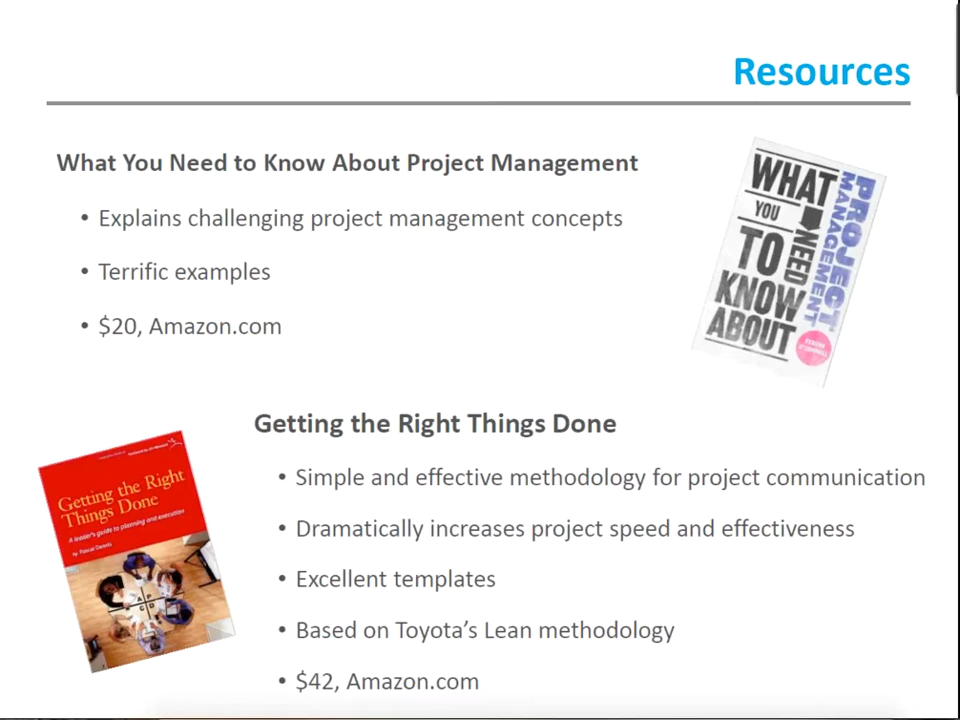 Resources
What You Need to Know About Project Management
• Explains challenging project management concepts
• Terrific examples
• $20, Amazon.com
WHAT
YOU
NEED
TO
KNOW
ABOUT
PROJECT
MANAGEMENT
Getting the Right Things Done
• Simple and effective methodology for project communication
• Dramatically increases project speed and effectiveness
• Excellent templates
• Based on Toyota's Lean methodology
• $42, Amazon.com
Getting the Right
Things Done
A leader's guide to planning and execution
by Pascal Dennis